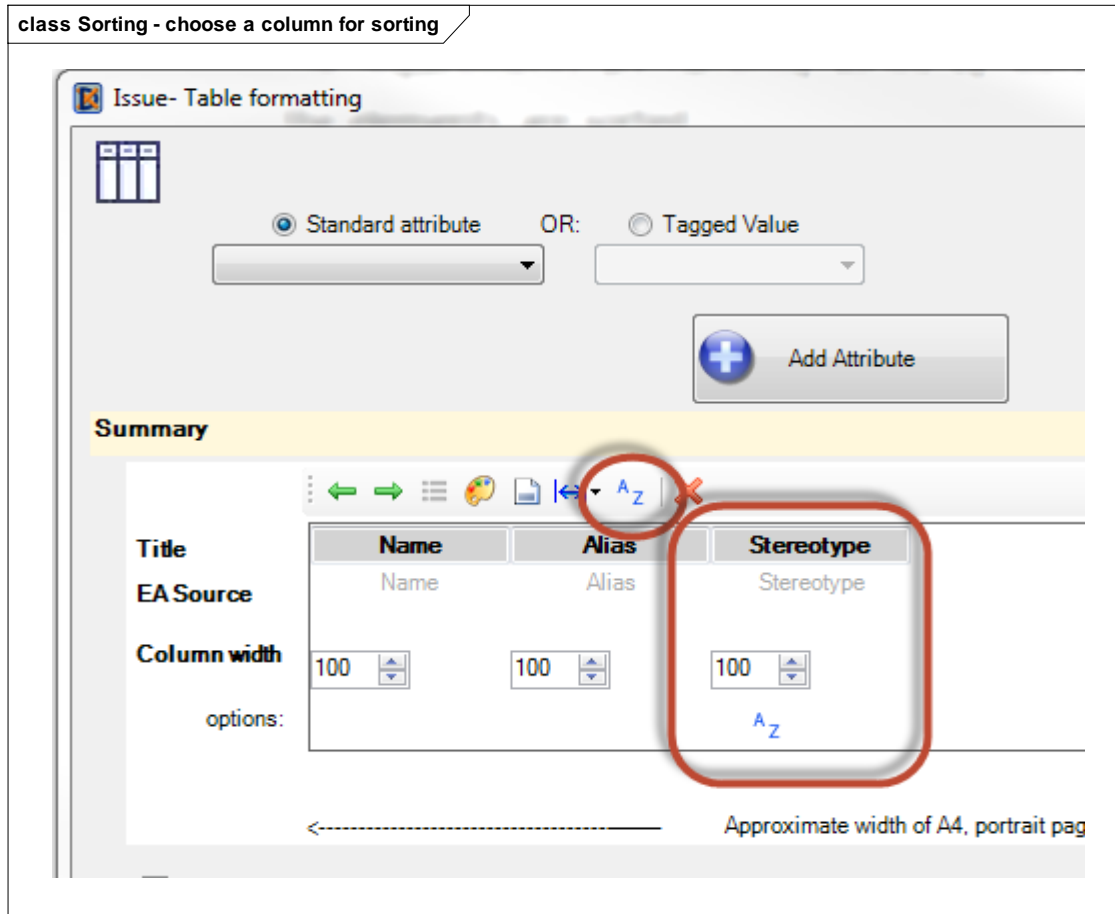 class Sorting - choose a column for sorting
Issue- Table formatting
Standard attribute OR: Tagged Value
Add Attribute
Summary
A Z
Title Name Alias Stereotype
EA Source Name Alias Stereotype
Column width 100 100 100
options: A Z
<---------------------------------------------- Approximate width of A4, portrait pag